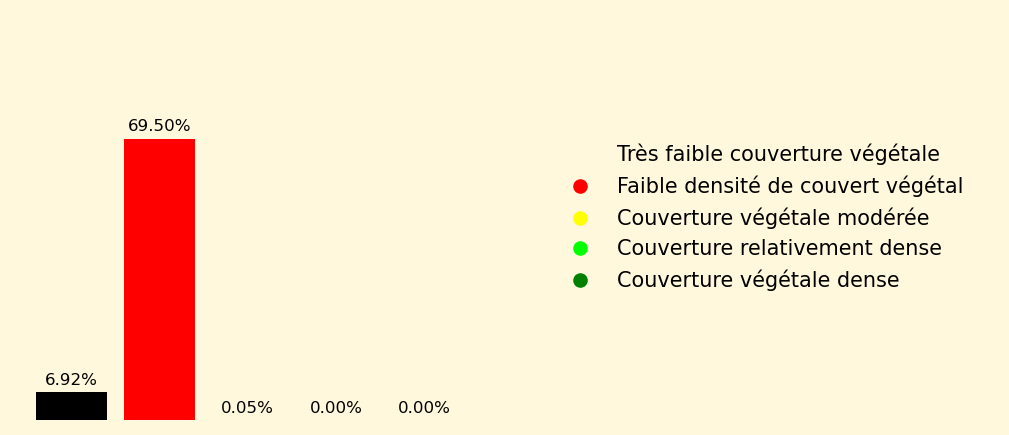 69.50%
6.92%
0.05%
0.00%
0.00%
Très faible couverture végétale
Faible densité de couvert végétal
Couverture végétale modérée
Couverture relativement dense
Couverture végétale dense